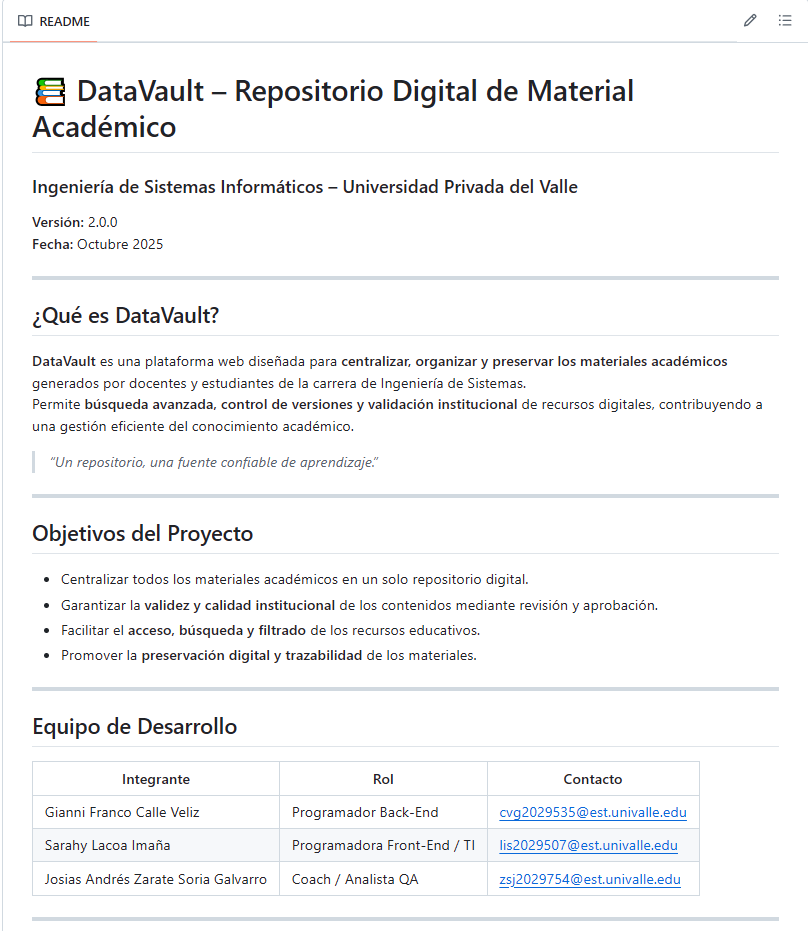 README
📚 DataVault – Repositorio Digital de Material
Académico
Ingeniería de Sistemas Informáticos – Universidad Privada del Valle
Versión: 2.0.0
Fecha: Octubre 2025
¿Qué es DataVault?
DataVault es una plataforma web diseñada para centralizar, organizar y preservar los materiales académicos
generados por docentes y estudiantes de la carrera de Ingeniería de Sistemas.
Permite búsqueda avanzada, control de versiones y validación institucional de recursos digitales, contribuyendo a
una gestión eficiente del conocimiento académico.
“Un repositorio, una fuente confiable de aprendizaje.”
Objetivos del Proyecto
• Centralizar todos los materiales académicos en un solo repositorio digital.
• Garantizar la validez y calidad institucional de los contenidos mediante revisión y aprobación.
• Facilitar el acceso, búsqueda y filtrado de los recursos educativos.
• Promover la preservación digital y trazabilidad de los materiales.
Equipo de Desarrollo
Integrante Rol Contacto
Gianni Franco Calle Veliz Programador Back-End cvg2029535@est.univalle.edu
Sarahy Lacoa Imaña Programadora Front-End / TI lis2029507@est.univalle.edu
Josias Andrés Zarate Soria Galvarro Coach / Analista QA zsj2029754@est.univalle.edu